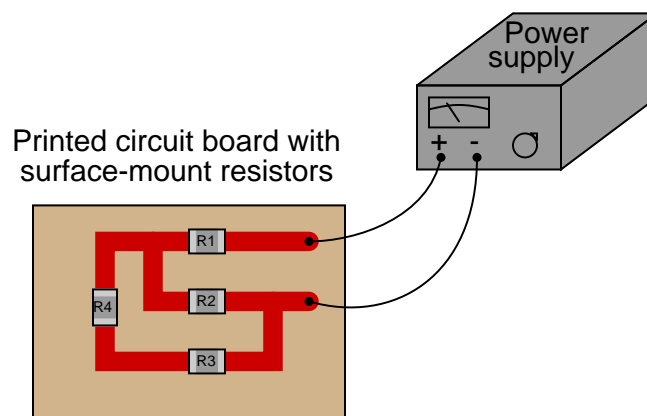 Power
supply
+ -
Printed circuit board with
surface-mount resistors
R1
R2
R4
R3